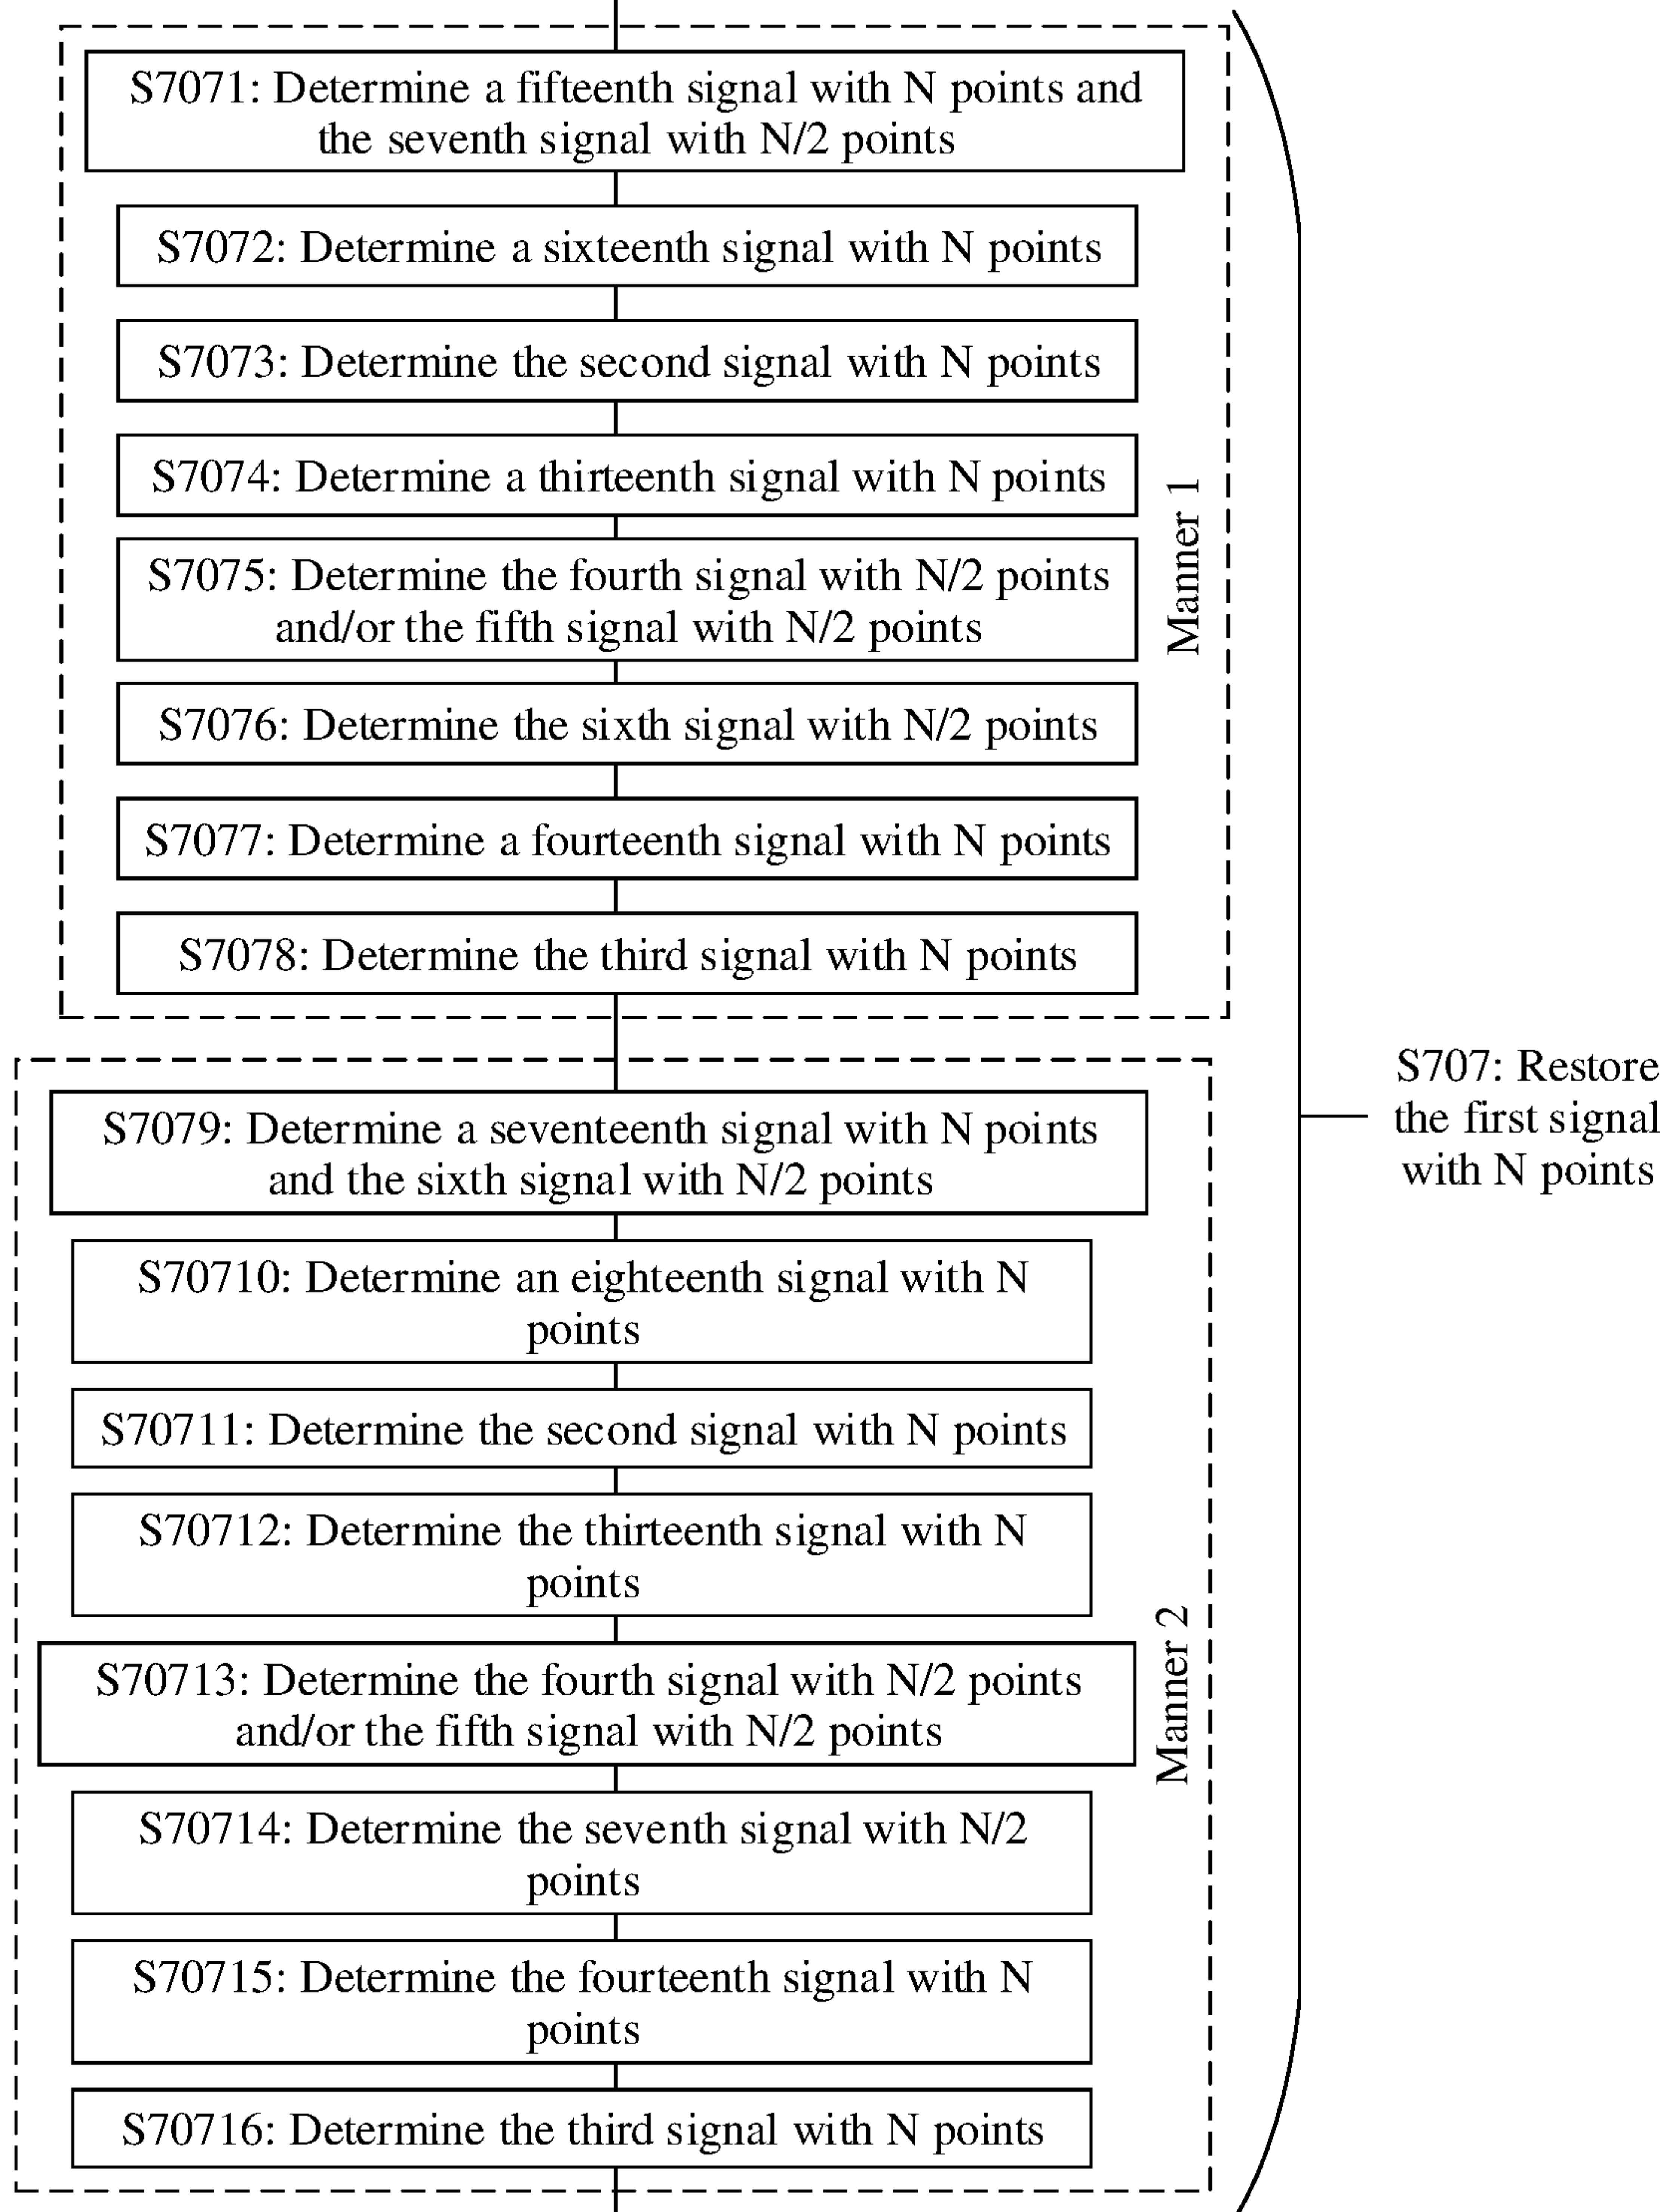 S7071: Determine a fifteenth signal with N points and
the seventh signal with N/2 points
S7072: Determine a sixteenth signal with N points
S7073: Determine the second signal with N points
S7074: Determine a thirteenth signal with N points
S7075: Determine the fourth signal with N/2 points
and/or the fifth signal with N/2 points
S7076: Determine the sixth signal with N/2 points
S7077: Determine a fourteenth signal with N points
S7078: Determine the third signal with N points
Manner 1
S7079: Determine a seventeenth signal with N points
and the sixth signal with N/2 points
S70710: Determine an eighteenth signal with N
points
S70711: Determine the second signal with N points
S70712: Determine the thirteenth signal with N
points
S70713: Determine the fourth signal with N/2 points
and/or the fifth signal with N/2 points
S70714: Determine the seventh signal with N/2
points
S70715: Determine the fourteenth signal with N
points
S70716: Determine the third signal with N points
Manner 2
S707: Restore
the first signal
with N points